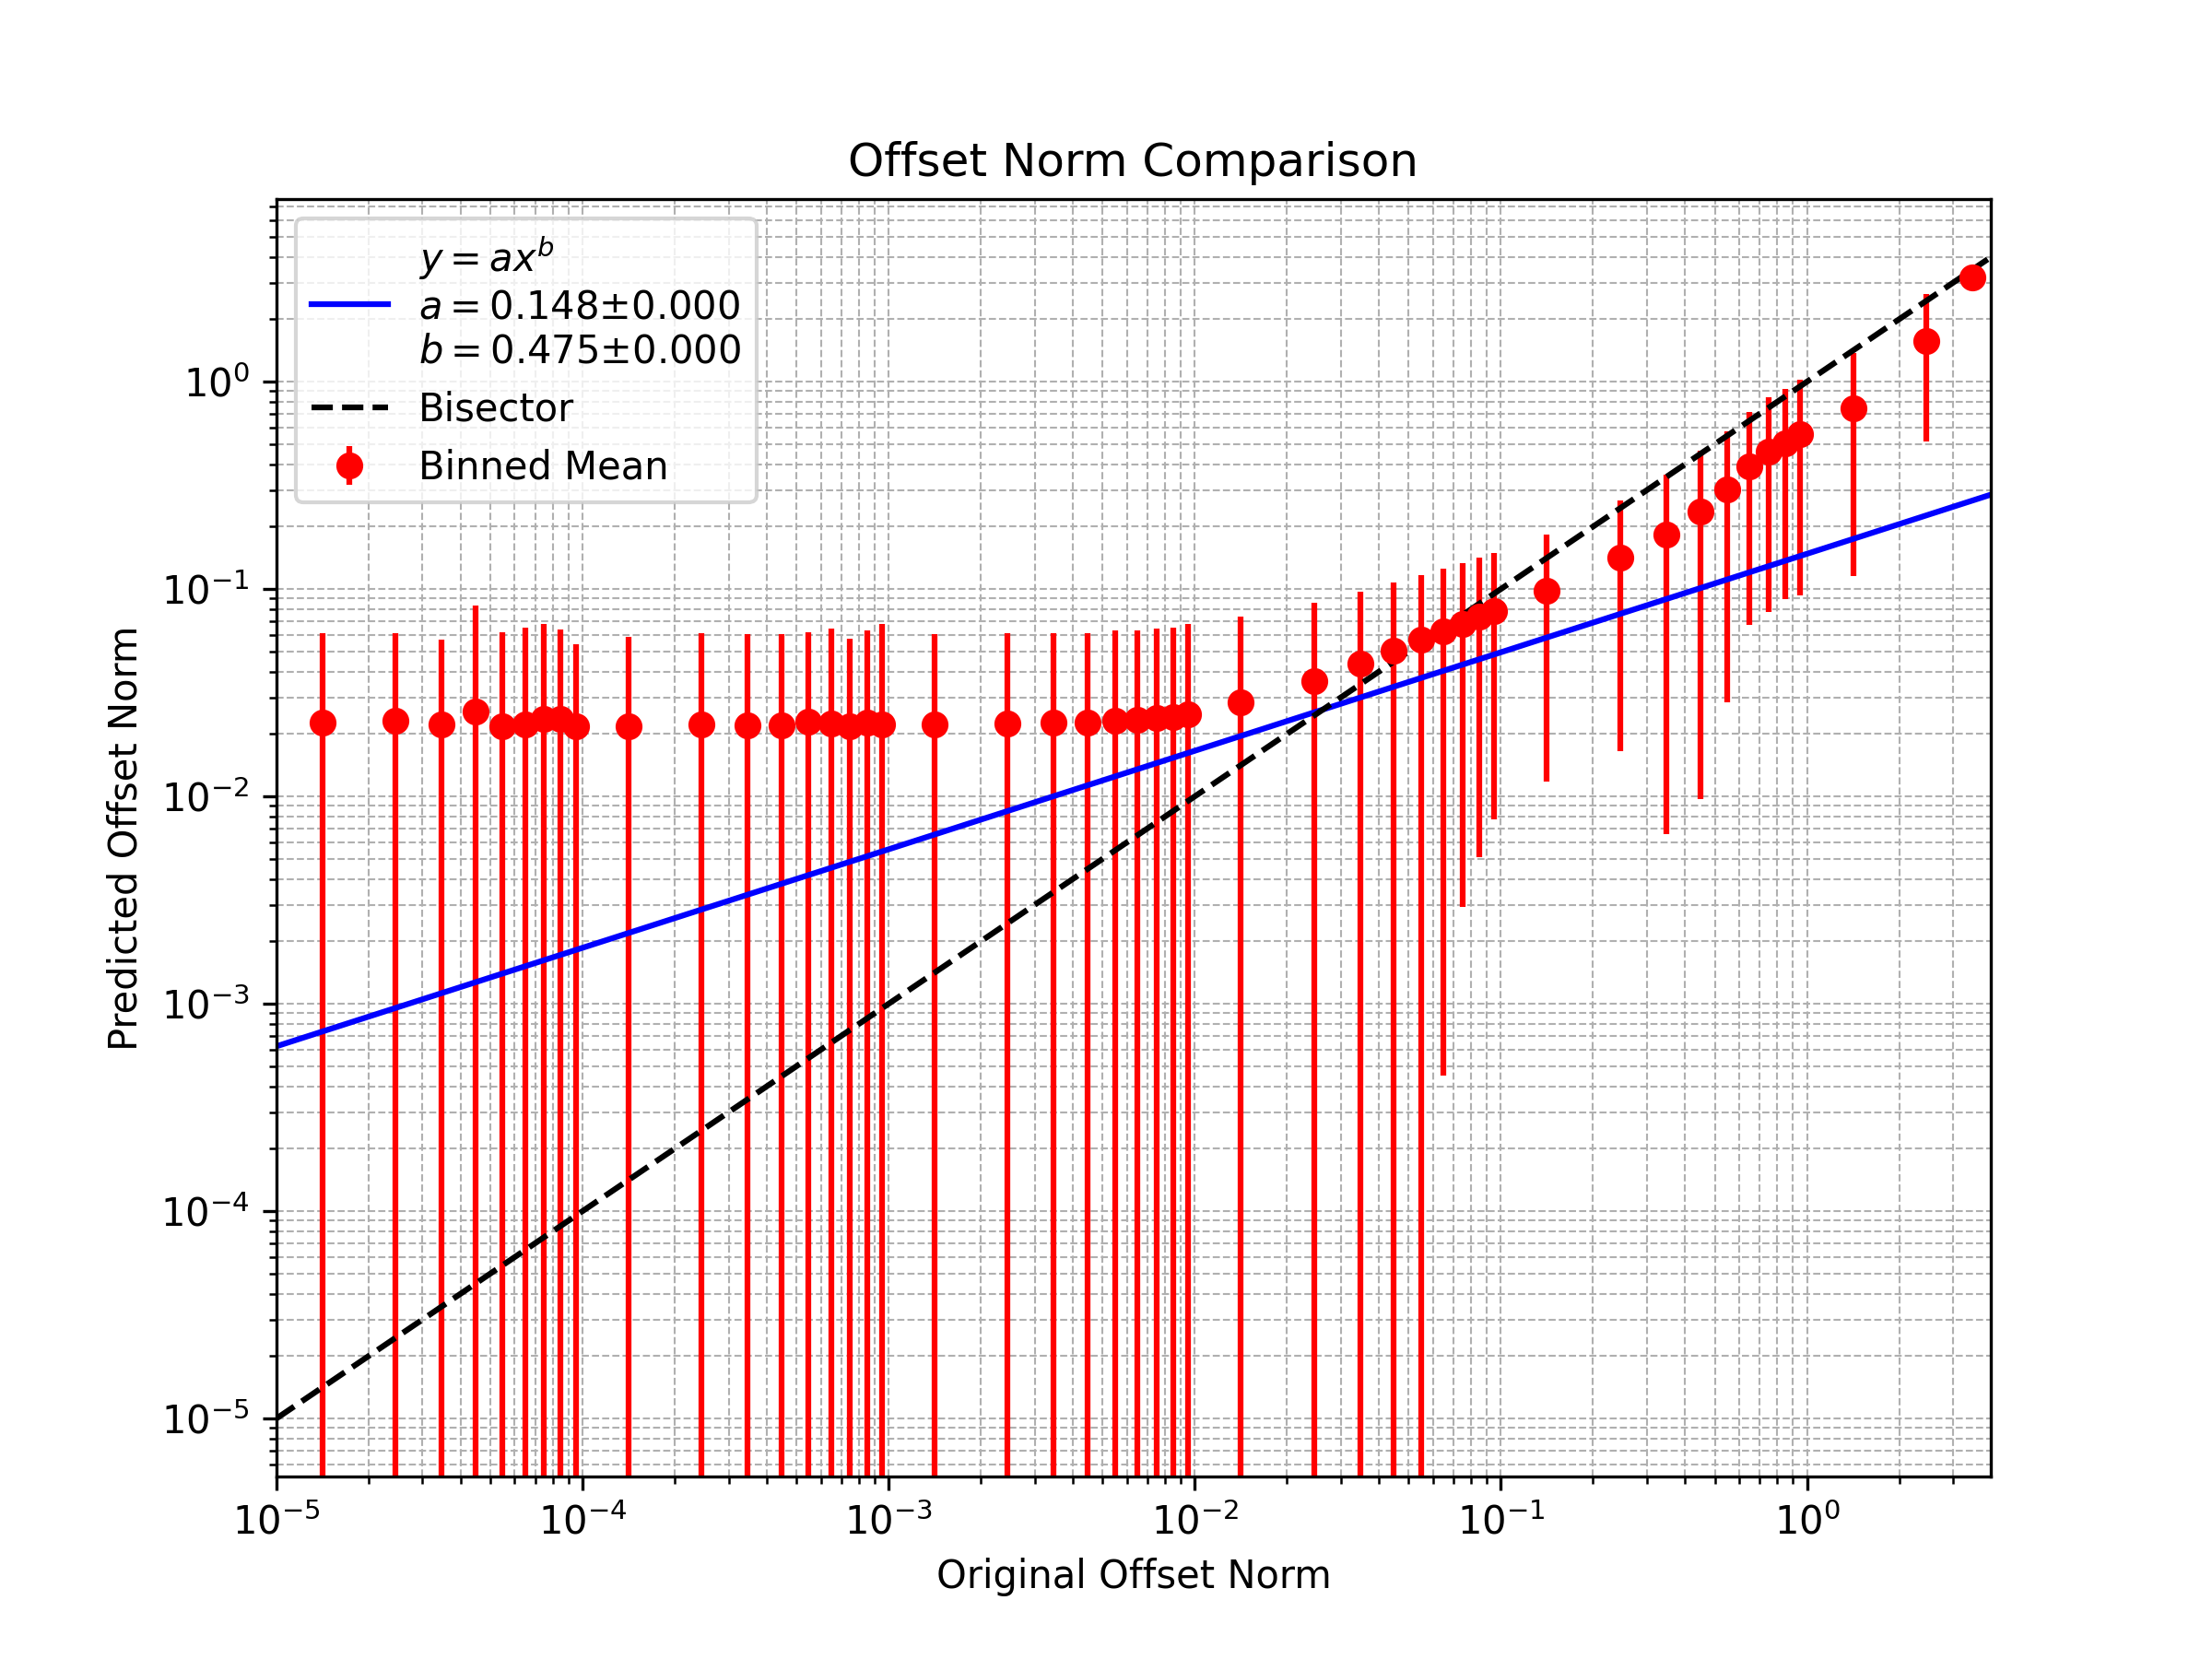 Offset Norm Comparison
y = ax^b
a = 0.148±0.000
b = 0.475±0.000
Bisector
Binned Mean
Predicted Offset Norm
10^0
10^−1
10^−2
10^−3
10^−4
10^−5
10^−5 10^−4 10^−3 10^−2 10^−1 10^0
Original Offset Norm